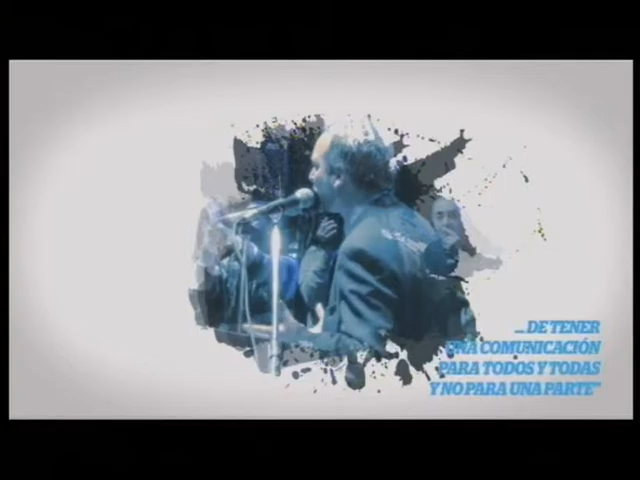 ... DE TENER
UNA COMUNICACIÓN
PARA TODOS Y TODAS
Y NO PARA UNA PARTE"